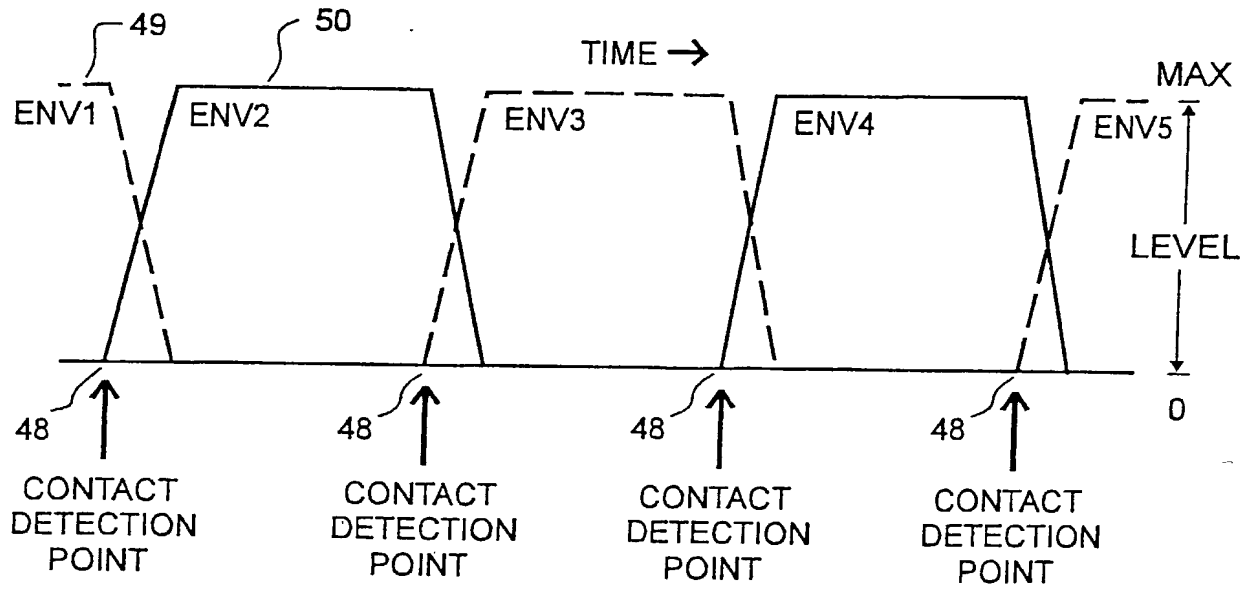 49
50
TIME →
MAX
ENV1
ENV2
ENV3
ENV4
ENV5
LEVEL
0
48
48
48
48
CONTACT
DETECTION
POINT
CONTACT
DETECTION
POINT
CONTACT
DETECTION
POINT
CONTACT
DETECTION
POINT